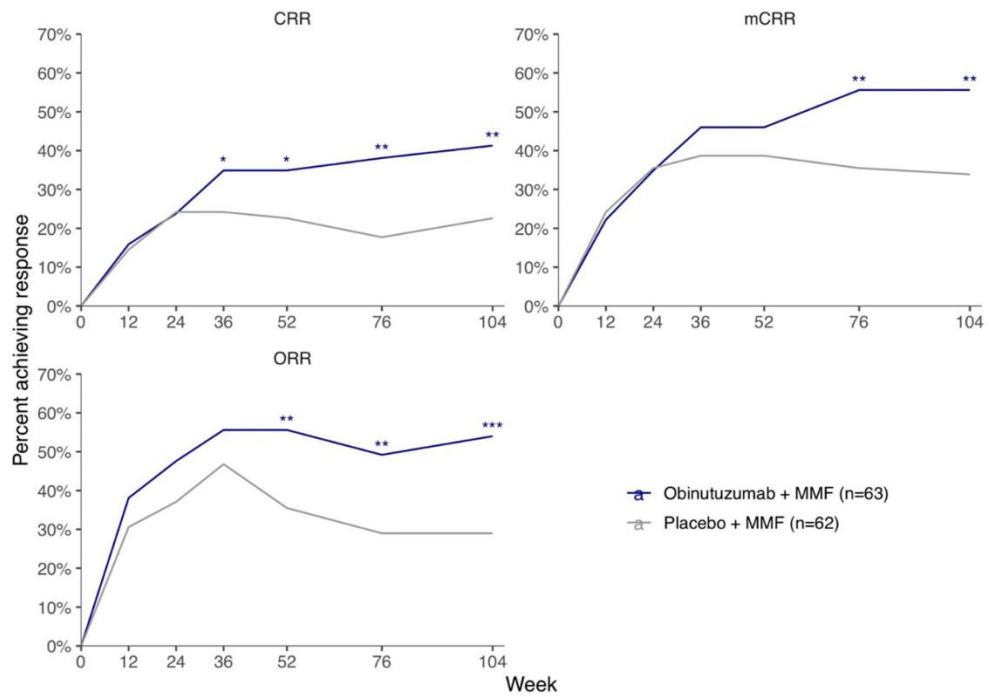 CRR
70%
60%
50%
40%
30%
20%
10%
0%
* * ** **
0 12 24 36 52 76 104
mCRR
70%
60%
50%
40%
30%
20%
10%
0%
** **
0 12 24 36 52 76 104
Percent achieving response
ORR
70%
60%
50%
40%
30%
20%
10%
0%
** ** ***
0 12 24 36 52 76 104
Week
a Obinutuzumab + MMF (n=63)
a Placebo + MMF (n=62)